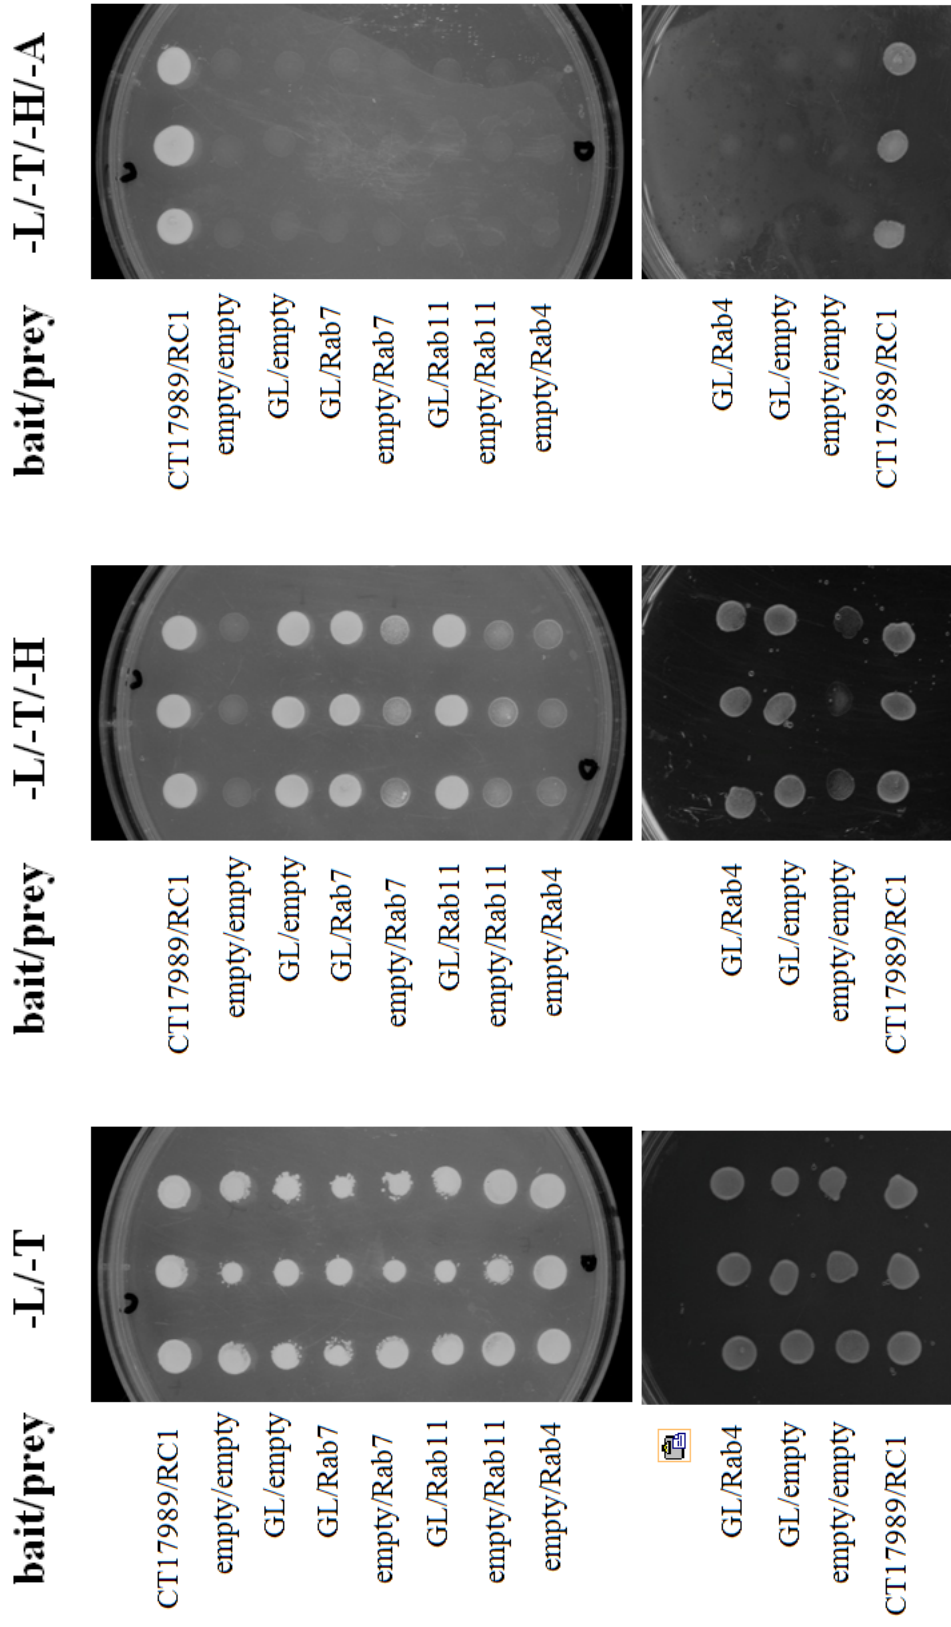 bait/prey -L/-T bait/prey -L/-T/-H bait/prey -L/-T/-H/-A
CT17989/RC1 CT17989/RC1 CT17989/RC1
empty/empty empty/empty empty/empty
GL/empty GL/empty GL/empty
GL/Rab7 GL/Rab7 GL/Rab7
empty/Rab7 empty/Rab7 empty/Rab7
GL/Rab11 GL/Rab11 GL/Rab11
empty/Rab11 empty/Rab11 empty/Rab11
empty/Rab4 empty/Rab4 empty/Rab4
GL/Rab4 GL/Rab4 GL/Rab4
GL/empty GL/empty GL/empty
empty/empty empty/empty empty/empty
CT17989/RC1 CT17989/RC1 CT17989/RC1